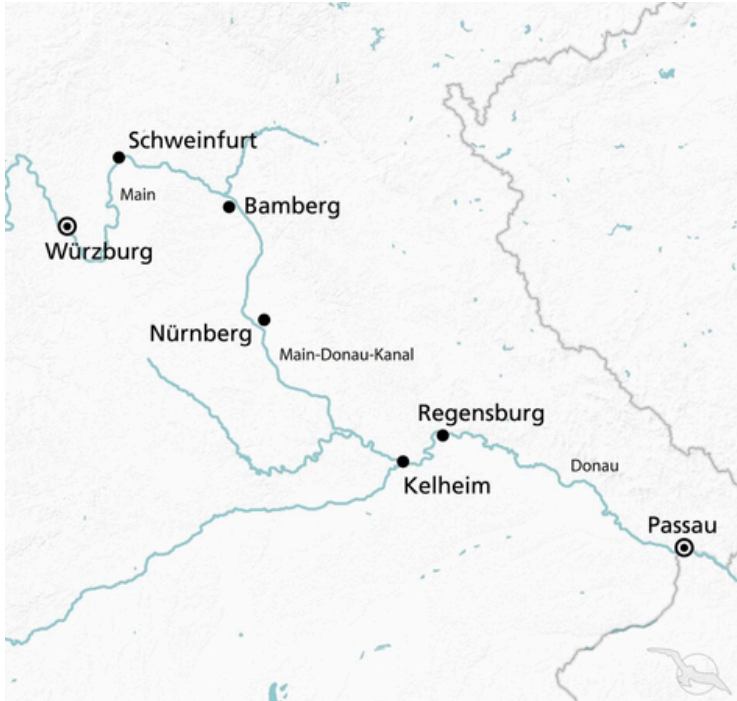 Schweinfurt
Main
Bamberg
Würzburg
Nürnberg
Main-Donau-Kanal
Regensburg
Donau
Kelheim
Passau